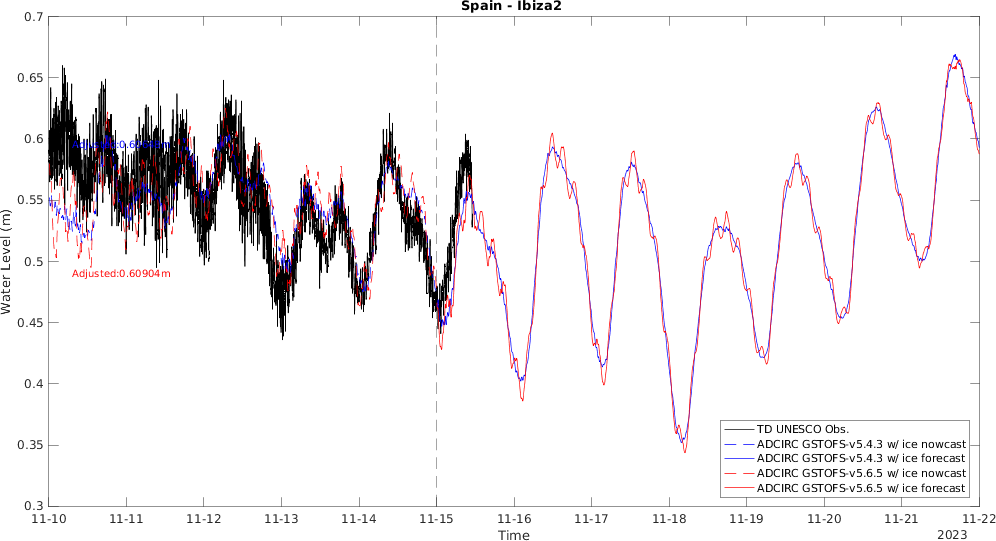 Spain - Ibiza2
0.7
0.65
0.6
0.55
0.5
0.45
0.4
0.35
0.3
Water Level (m)
Adjusted:0.60904m
TD UNESCO Obs.
ADCIRC GSTOFS-v5.4.3 w/ ice nowcast
ADCIRC GSTOFS-v5.4.3 w/ ice forecast
ADCIRC GSTOFS-v5.6.5 w/ ice nowcast
ADCIRC GSTOFS-v5.6.5 w/ ice forecast
11-10 11-11 11-12 11-13 11-14 11-15 11-16 11-17 11-18 11-19 11-20 11-21 11-22
Time
2023